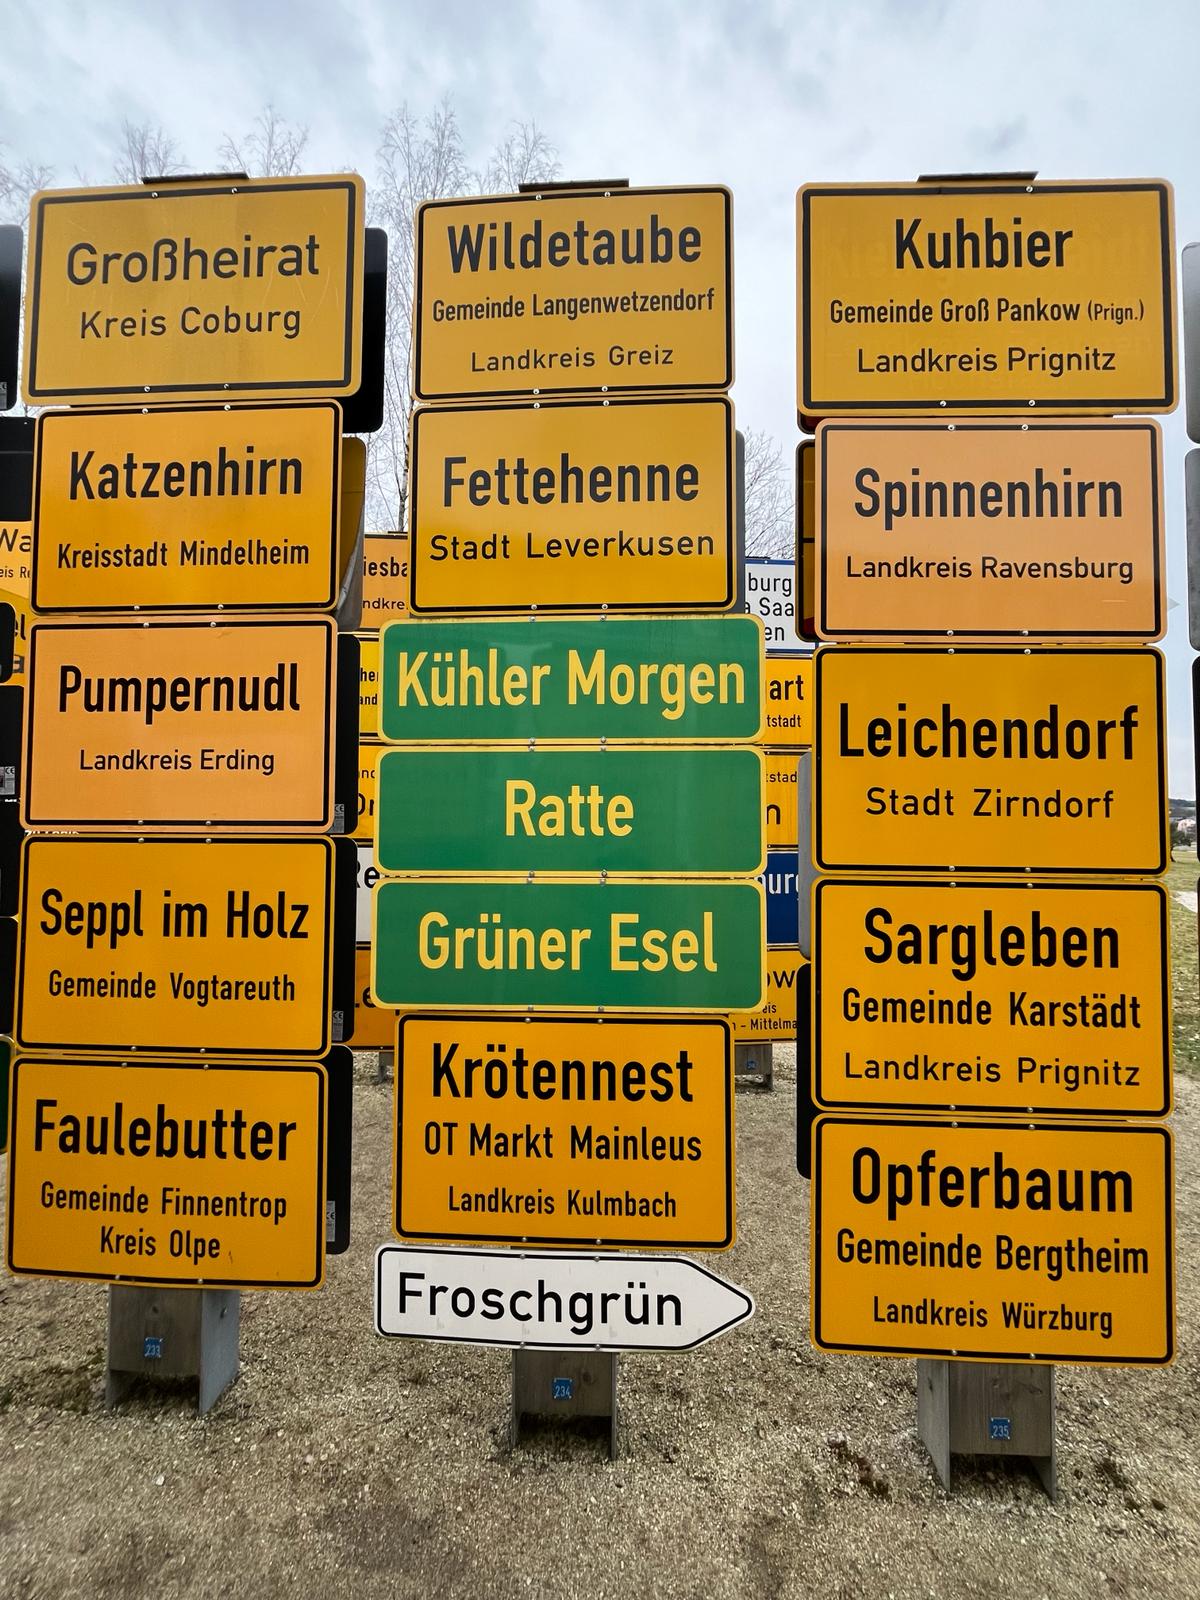 Großheirat
Kreis Coburg
Katzenhirn
Kreisstadt Mindelheim
Pumpernudl
Landkreis Erding
Seppl im Holz
Gemeinde Vogtareuth
Faulebutter
Gemeinde Finnentrop
Kreis Olpe
233
Wildetaube
Gemeinde Langenwetzendorf
Landkreis Greiz
Fettehenne
Stadt Leverkusen
Kühler Morgen
Ratte
Grüner Esel
Krötennest
OT Markt Mainleus
Landkreis Kulmbach
Froschgrün
234
Kuhbier
Gemeinde Groß Pankow (Prign.)
Landkreis Prignitz
Spinnenhirn
Landkreis Ravensburg
Leichendorf
Stadt Zirndorf
Sargleben
Gemeinde Karstädt
Landkreis Prignitz
Opferbaum
Gemeinde Bergtheim
Landkreis Würzburg
235